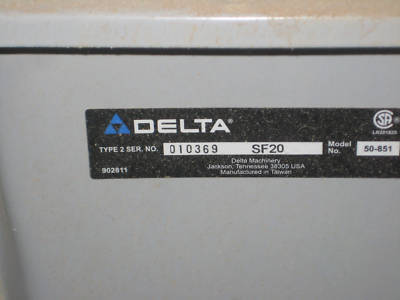 DELTA
TYPE 2 SER. NO. 010369 SF20 Model No. 50-851
Delta Machinery
Jackson, Tennessee 38305 USA
Manufactured in Taiwan
902811